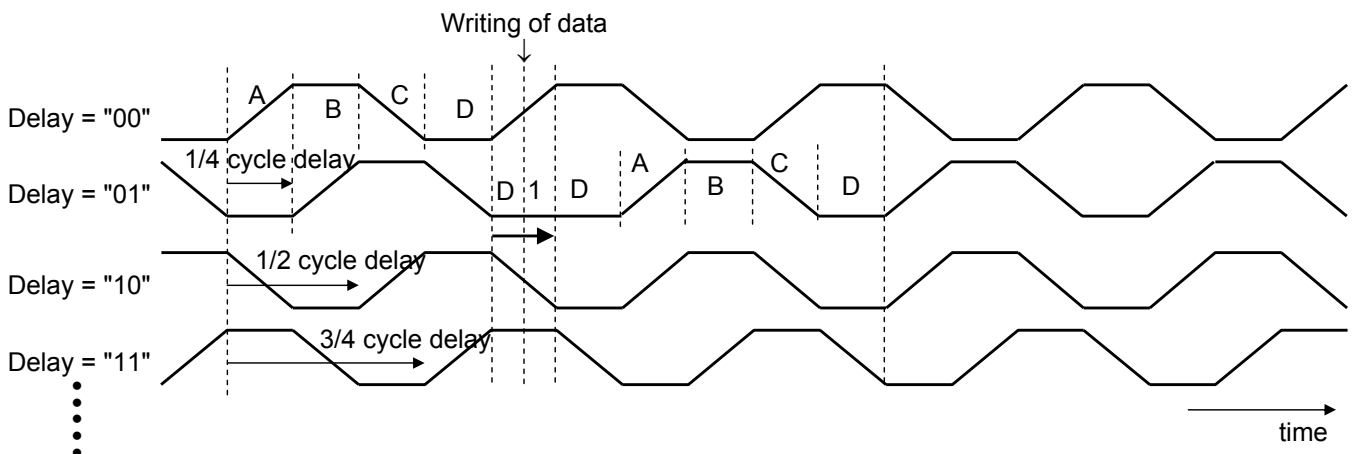 Writing of data
Delay = "00"
A B C D
1/4 cycle delay
Delay = "01"
D 1 D A B C D
Delay = "10"
1/2 cycle delay
Delay = "11"
3/4 cycle delay
time